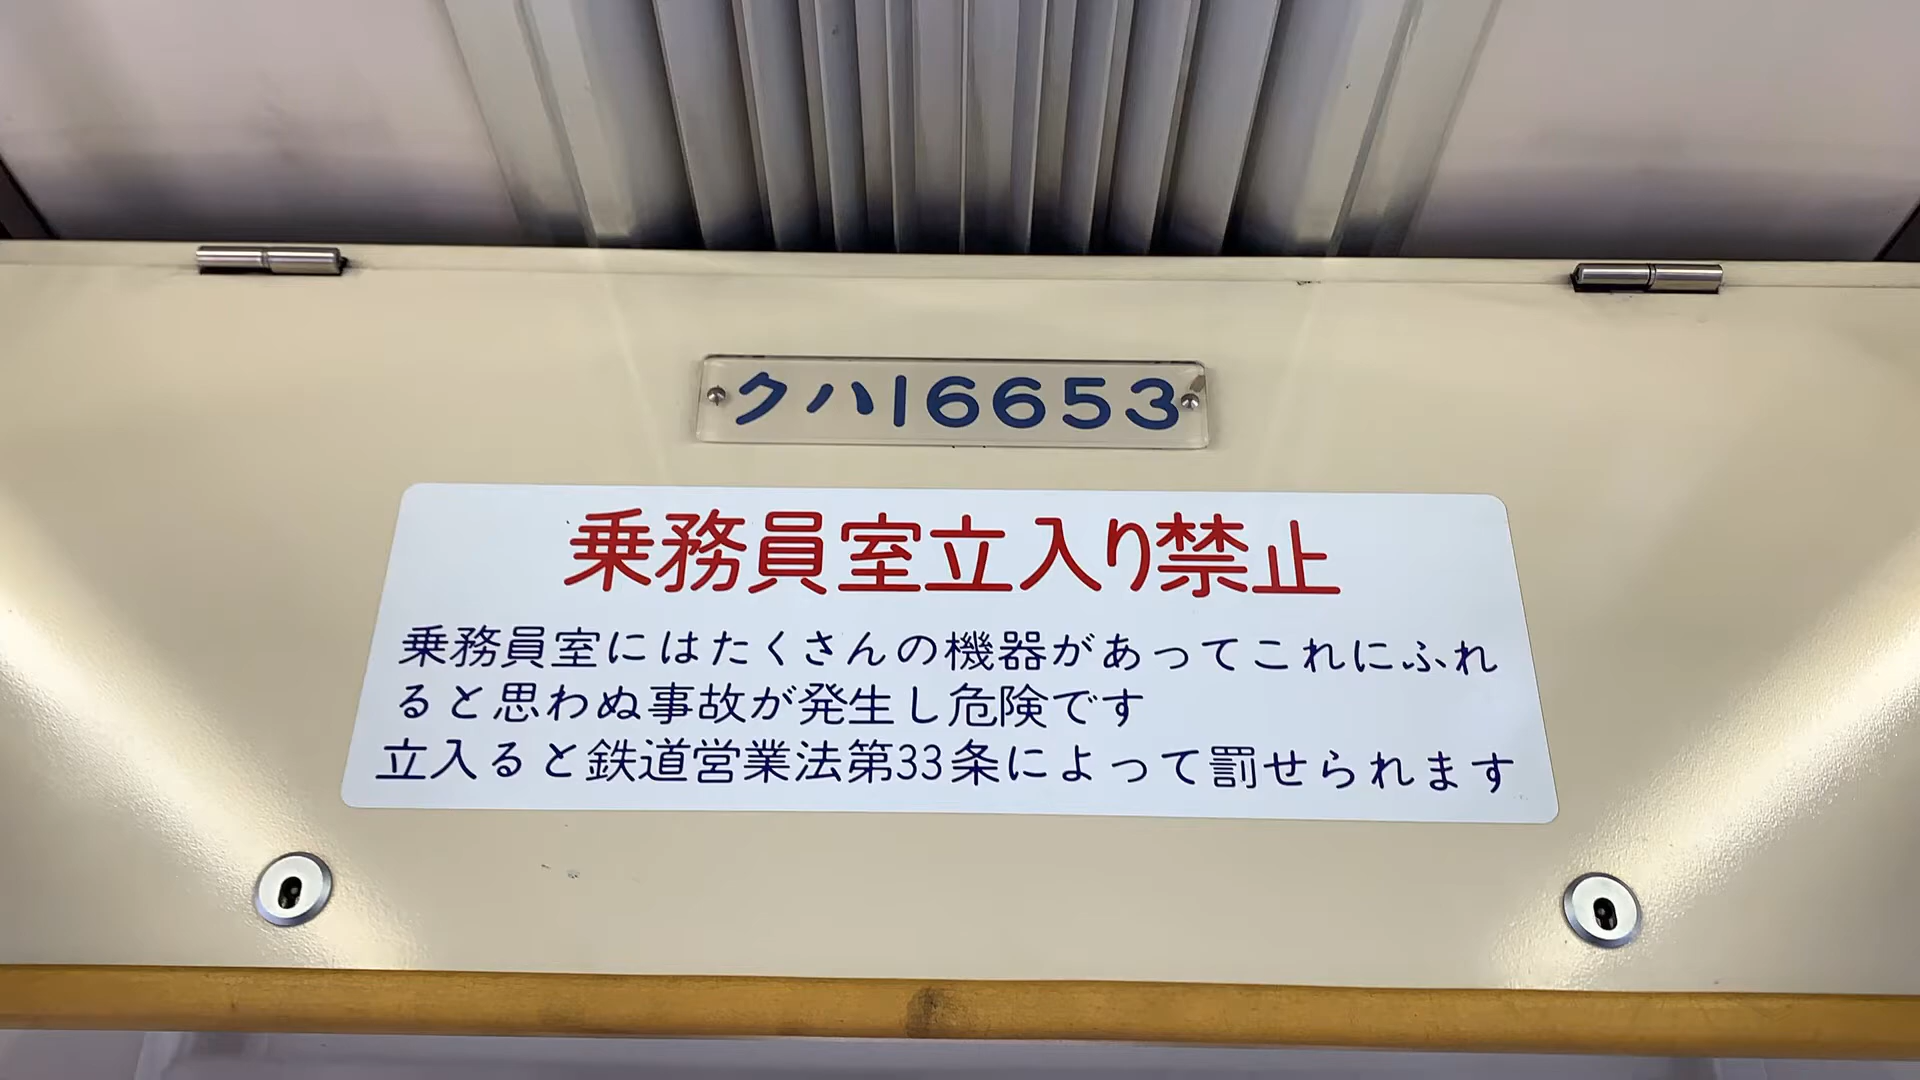 クハ16653
乗務員室立入り禁止
乗務員室にはたくさんの機器があってこれにふれ
ると思わぬ事故が発生し危険です
立入ると鉄道営業法第33条によって罰せられます